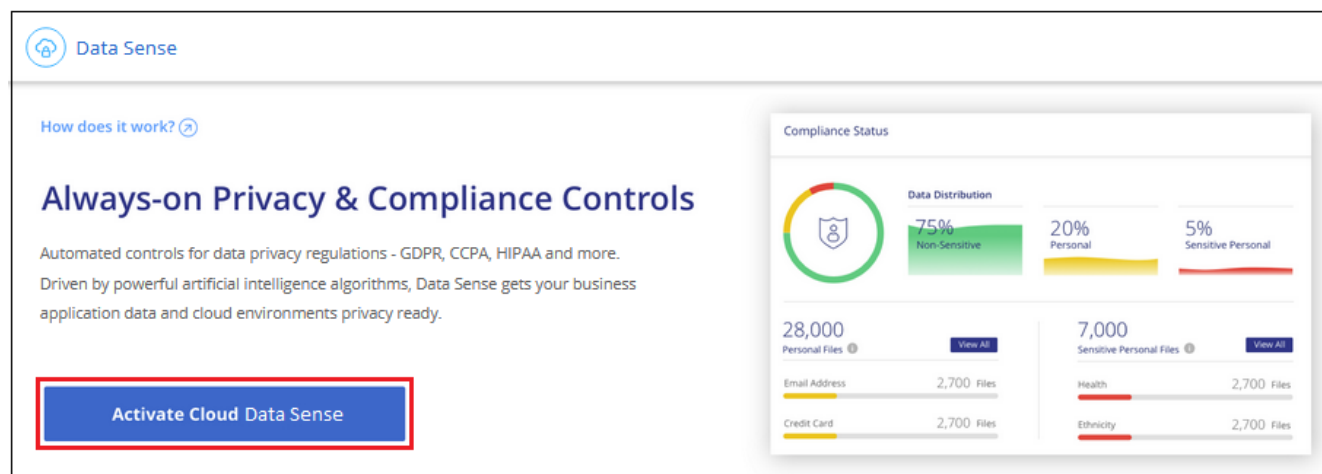 Data Sense
How does it work?
Always-on Privacy & Compliance Controls
Automated controls for data privacy regulations - GDPR, CCPA, HIPAA and more.
Driven by powerful artificial intelligence algorithms, Data Sense gets your business
application data and cloud environments privacy ready.
Activate Cloud Data Sense
Compliance Status
Data Distribution
75%
Non-Sensitive
20%
Personal
5%
Sensitive Personal
28,000
Personal Files
View All
Email Address 2,700 Files
Credit Card 2,700 Files
7,000
Sensitive Personal Files
View All
Health 2,700 Files
Ethnicity 2,700 Files